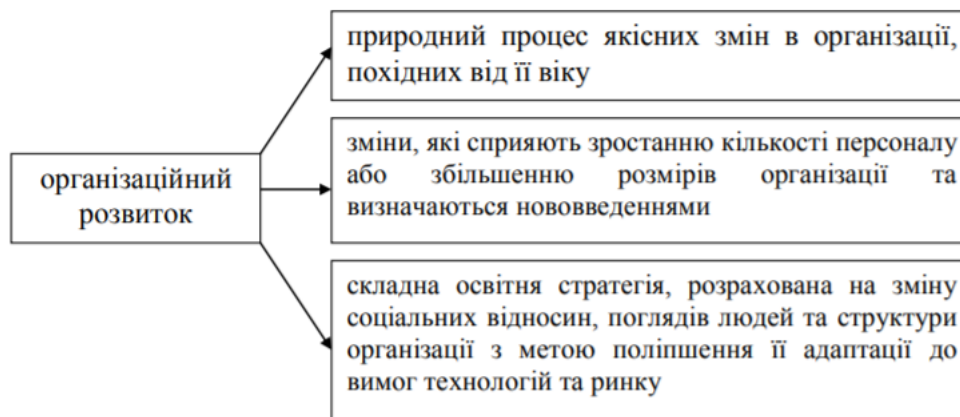 природний процес якісних змін в організації,
похідних від її віку
зміни, які сприяють зростанню кількості персоналу
або збільшенню розмірів організації та
визначаються нововведеннями
організаційний
розвиток
складна освітня стратегія, розрахована на зміну
соціальних відносин, поглядів людей та структури
організації з метою поліпшення її адаптації до
вимог технологій та ринку